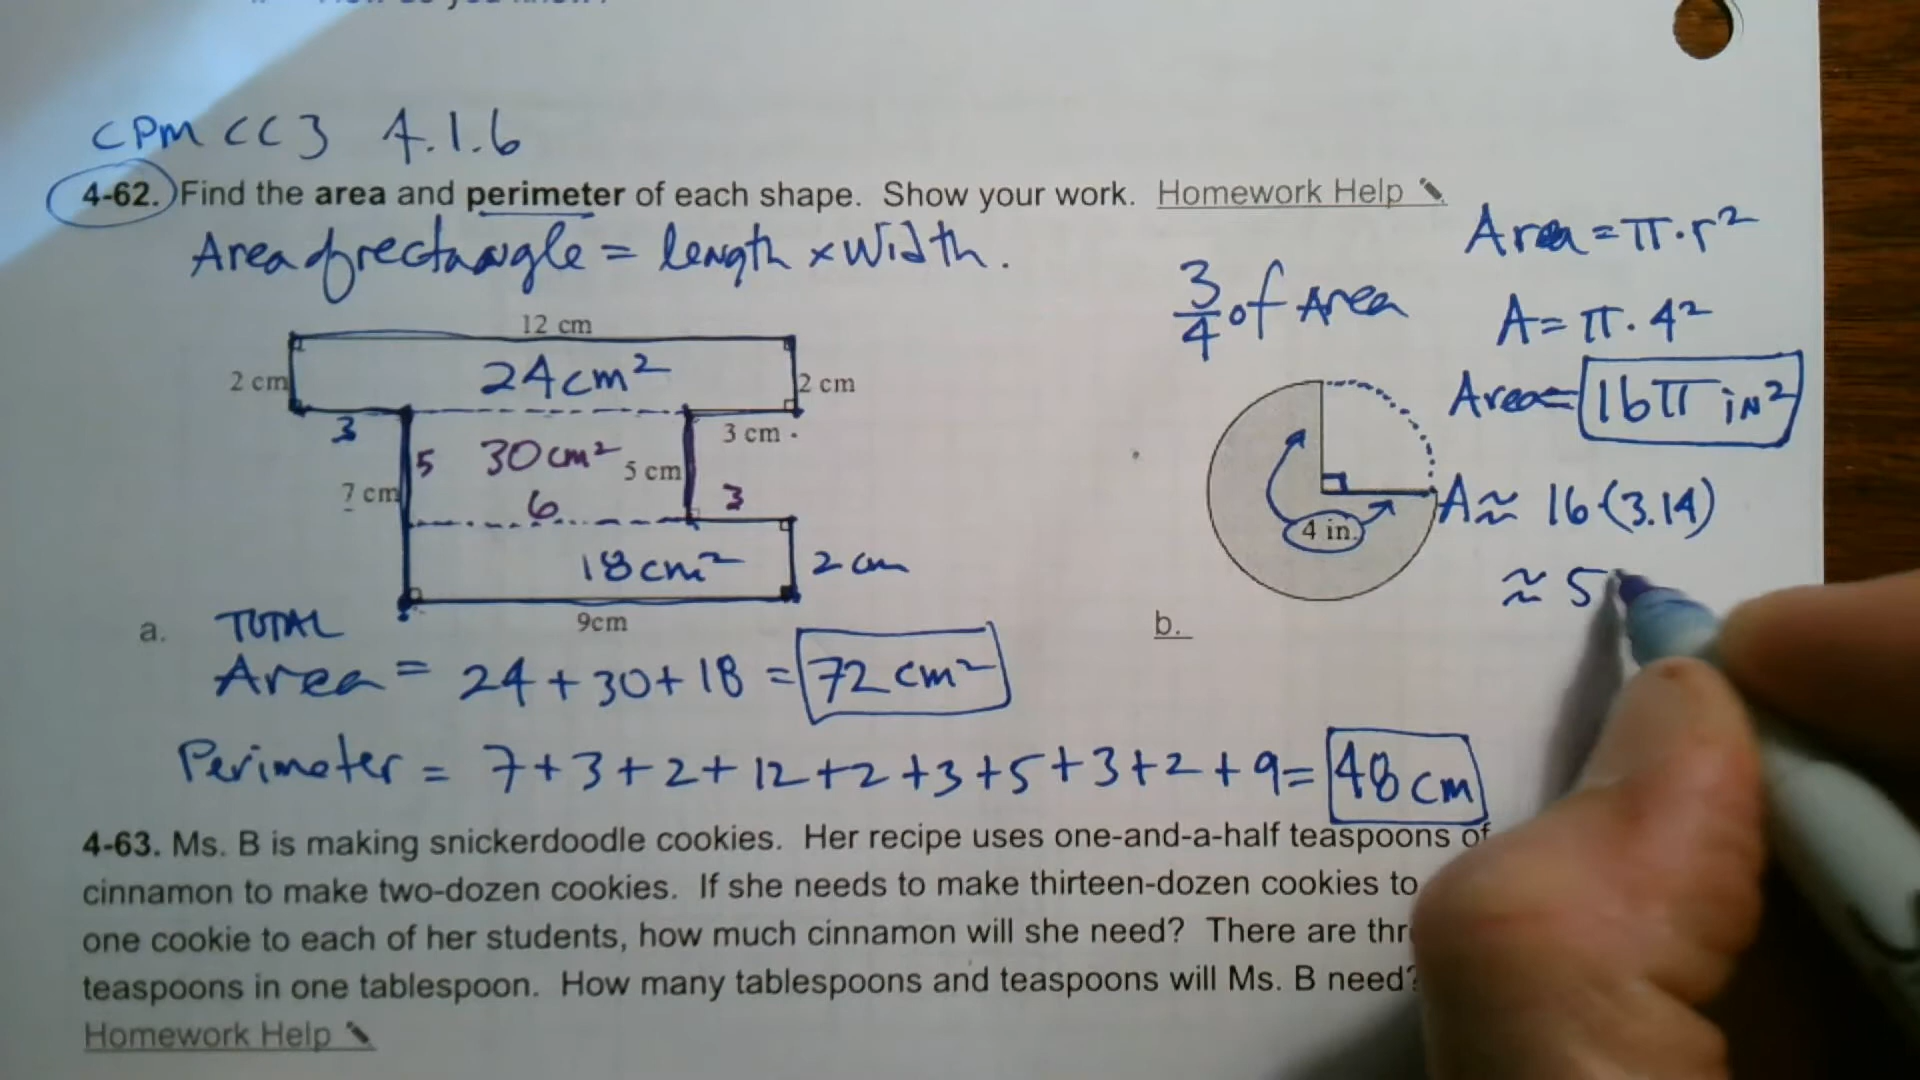 CPM CC3 4.1.6
4-62. Find the area and perimeter of each shape. Show your work. Homework Help
Area of rectangle = length × Width.
12 cm
2 cm
24cm²
2 cm
3
3 cm
5
30cm²
5 cm
7 cm
6
3
18cm²
2 cm
9cm
a.
TOTAL
Area = 24 + 30 + 18 = 72 cm²
Perimeter = 7 + 3 + 2 + 12 + 2 + 3 + 5 + 3 + 2 + 9 = 48 cm
Area = π·r²
3/4 of Area
A = π·4²
Area = 16π in²
4 in.
A ≈ 16(3.14)
≈ 5
b.
4-63. Ms. B is making snickerdoodle cookies. Her recipe uses one-and-a-half teaspoons of
cinnamon to make two-dozen cookies. If she needs to make thirteen-dozen cookies to
one cookie to each of her students, how much cinnamon will she need? There are thr
teaspoons in one tablespoon. How many tablespoons and teaspoons will Ms. B need?
Homework Help